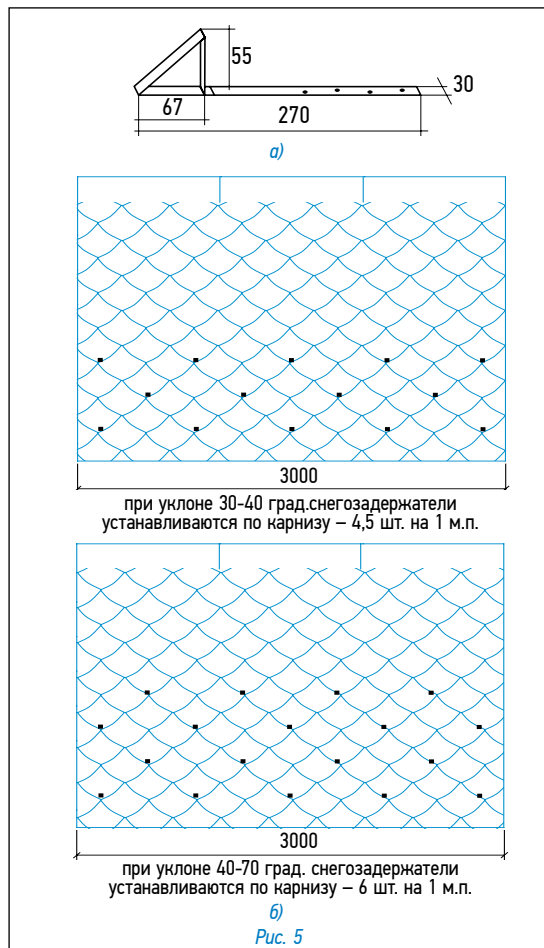 55
30
67
270
а)
3000
при уклоне 30-40 град.снегозадержатели
устанавливаются по карнизу – 4,5 шт. на 1 м.п.
3000
при уклоне 40-70 град. снегозадержатели
устанавливаются по карнизу – 6 шт. на 1 м.п.
б)
Рис. 5